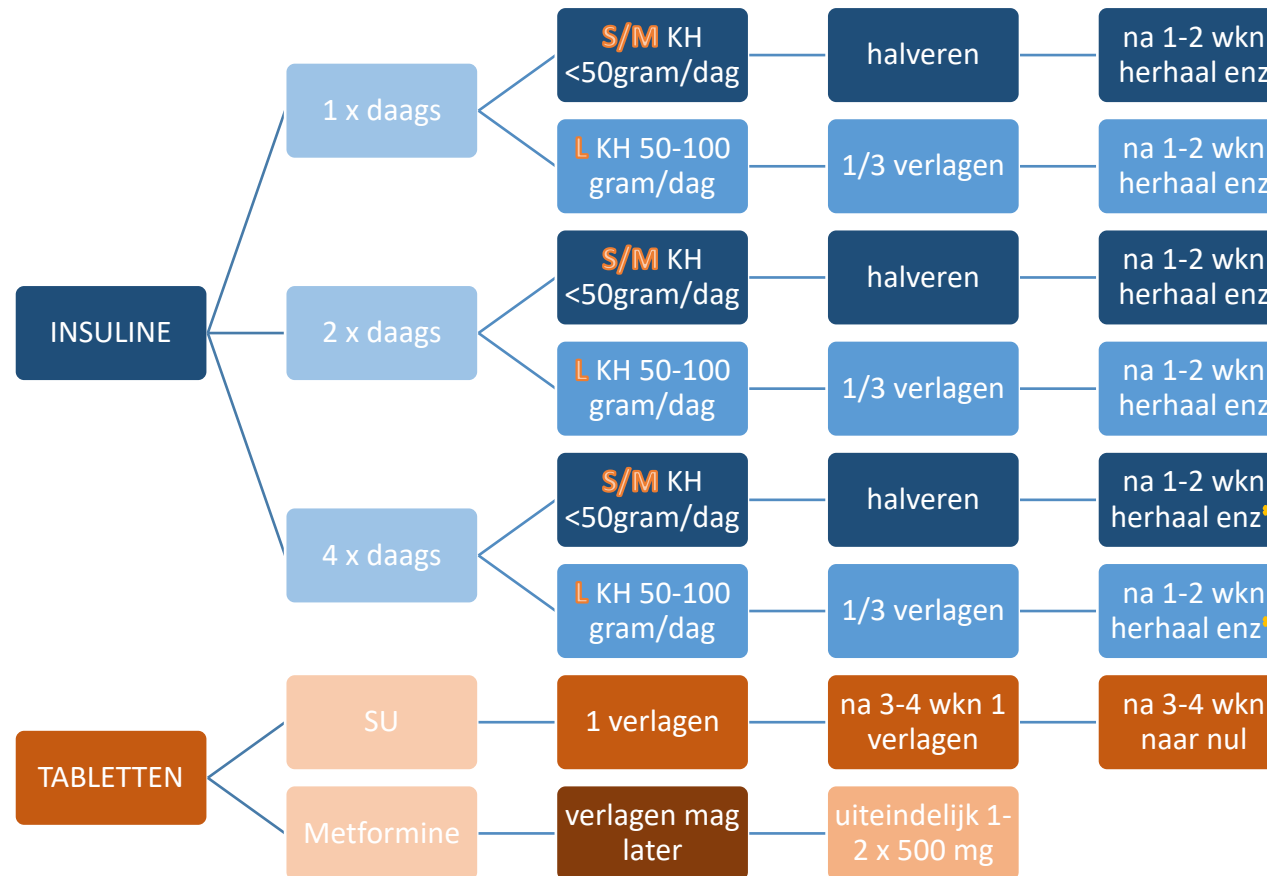 INSULINE
1 x daags
S/M KH
<50gram/dag
halveren
na 1-2 wkn
herhaal enz
L KH 50-100
gram/dag
1/3 verlagen
na 1-2 wkn
herhaal enz
2 x daags
S/M KH
<50gram/dag
halveren
na 1-2 wkn
herhaal enz
L KH 50-100
gram/dag
1/3 verlagen
na 1-2 wkn
herhaal enz
4 x daags
S/M KH
<50gram/dag
halveren
na 1-2 wkn
herhaal enz*
L KH 50-100
gram/dag
1/3 verlagen
na 1-2 wkn
herhaal enz*
TABLETTEN
SU
1 verlagen
na 3-4 wkn 1
verlagen
na 3-4 wkn
naar nul
Metformine
verlagen mag
later
uiteindelijk 1-
2 x 500 mg